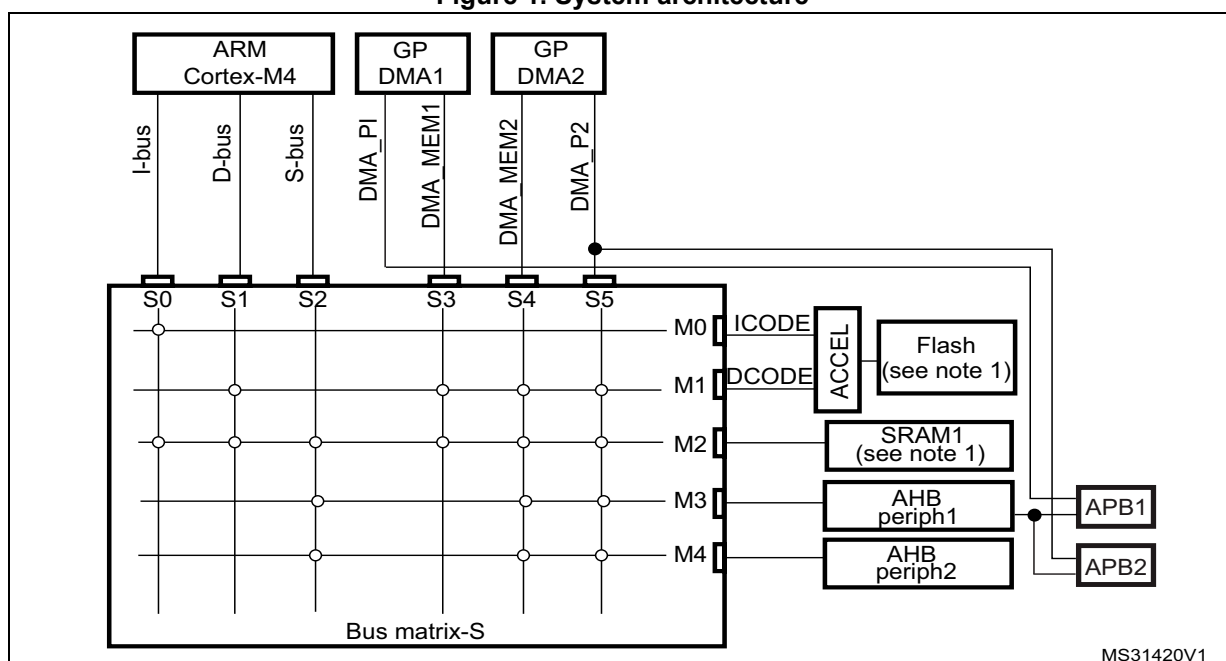 Figure 1. System architecture
ARM
Cortex-M4
GP
DMA1
GP
DMA2
I-bus
D-bus
S-bus
DMA_PI
DMA_MEM1
DMA_MEM2
DMA_P2
S0
S1
S2
S3
S4
S5
M0
ICODE
M1
DCODE
ACCEL
Flash
(see note 1)
M2
SRAM1
(see note 1)
M3
AHB
periph1
APB1
M4
AHB
periph2
APB2
Bus matrix-S
MS31420V1